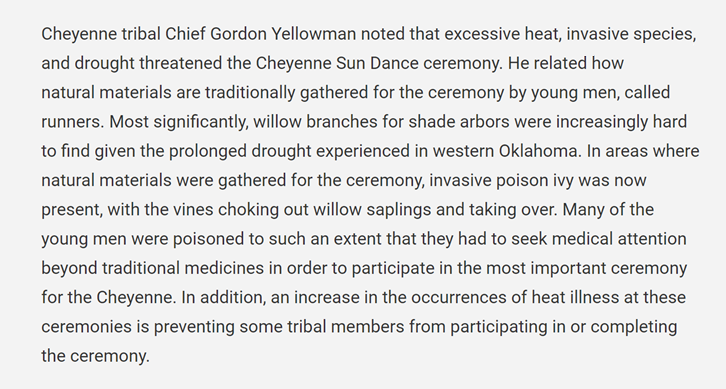 Cheyenne tribal Chief Gordon Yellowman noted that excessive heat, invasive species,
and drought threatened the Cheyenne Sun Dance ceremony. He related how
natural materials are traditionally gathered for the ceremony by young men, called
runners. Most significantly, willow branches for shade arbors were increasingly hard
to find given the prolonged drought experienced in western Oklahoma. In areas where
natural materials were gathered for the ceremony, invasive poison ivy was now
present, with the vines choking out willow saplings and taking over. Many of the
young men were poisoned to such an extent that they had to seek medical attention
beyond traditional medicines in order to participate in the most important ceremony
for the Cheyenne. In addition, an increase in the occurrences of heat illness at these
ceremonies is preventing some tribal members from participating in or completing
the ceremony.